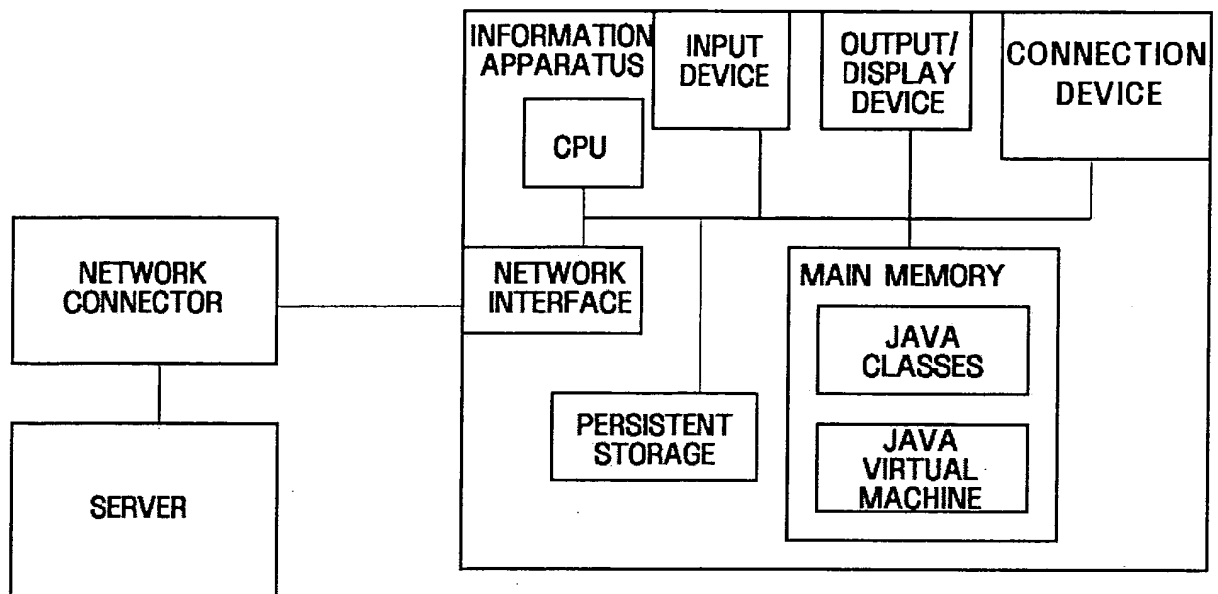 INFORMATION
APPARATUS
INPUT
DEVICE
OUTPUT/
DISPLAY
DEVICE
CONNECTION
DEVICE
CPU
NETWORK
CONNECTOR
NETWORK
INTERFACE
MAIN MEMORY
JAVA
CLASSES
PERSISTENT
STORAGE
JAVA
VIRTUAL
MACHINE
SERVER